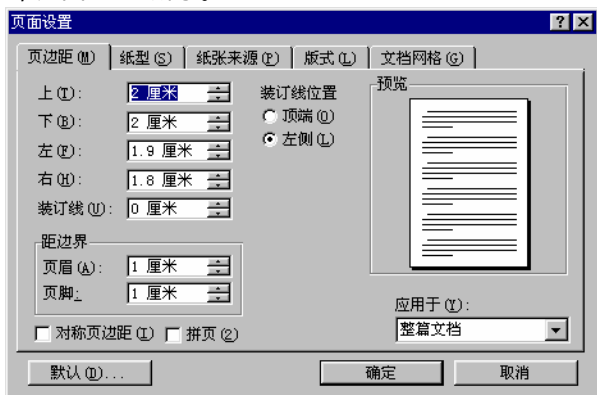 页面设置
页边距(M) 纸型(S) 纸张来源(P) 版式(L) 文档网格(G)
上(T): 2 厘米 装订线位置 预览
下(B): 2 厘米 顶端(O)
左(F): 1.9 厘米 左侧(L)
右(H): 1.8 厘米
装订线(U): 0 厘米
距边界
页眉(A): 1 厘米
页脚: 1 厘米
应用于(Y):
对称页边距(I) 拼页(2) 整篇文档
默认(D)... 确定 取消